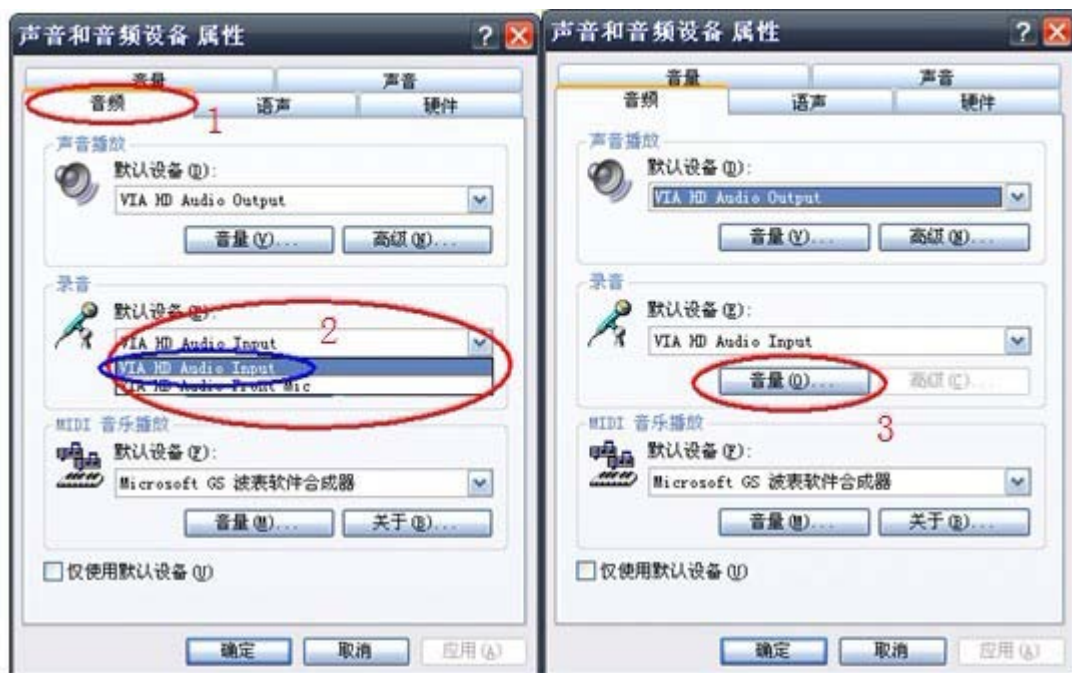 声音和音频设备 属性
音量 声音
音频 语声 硬件
1
声音播放
默认设备(D):
VIA HD Audio Output
音量(V)... 高级(N)...
录音
默认设备(E):
2
VIA HD Audio Input
VIA HD Audio Input
VIA HD Audio Front Mic
MIDI 音乐播放
默认设备(F):
Microsoft GS 波表软件合成器
音量(M)... 关于(B)...
仅使用默认设备(U)
确定 取消 应用(A)
声音和音频设备 属性
音量 声音
音频 语声 硬件
声音播放
默认设备(D):
VIA HD Audio Output
音量(V)... 高级(N)...
录音
默认设备(E):
VIA HD Audio Input
音量(O)... 高级(C)...
3
MIDI 音乐播放
默认设备(F):
Microsoft GS 波表软件合成器
音量(M)... 关于(B)...
仅使用默认设备(U)
确定 取消 应用(A)